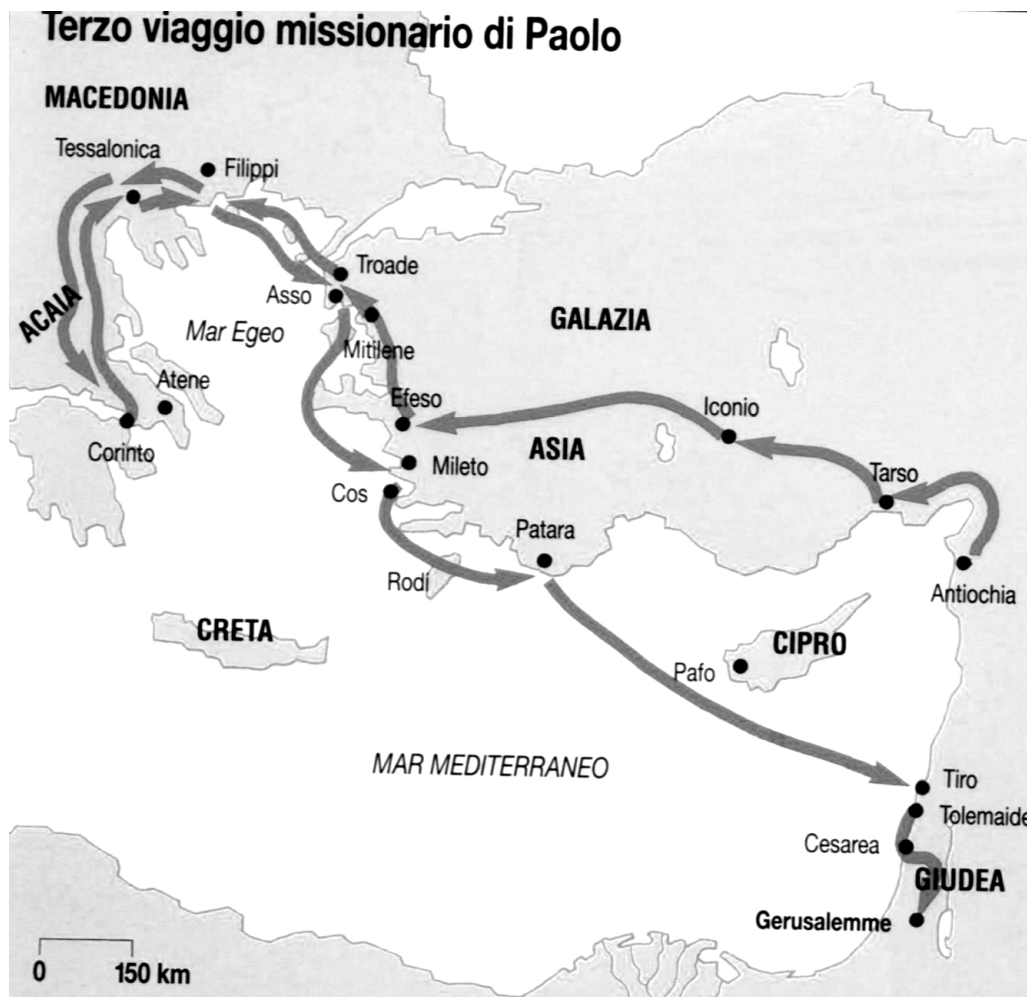 Terzo viaggio missionario di Paolo
MACEDONIA
Tessalonica
Filippi
Troade
Asso
ACAIA
Mar Egeo
GALAZIA
Mitilene
Atene
Efeso
Iconio
Corinto
ASIA
Mileto
Tarso
Cos
Patara
Rodi
Antiochia
CRETA
CIPRO
Pafo
MAR MEDITERRANEO
Tiro
Tolemaide
Cesarea
GIUDEA
Gerusalemme
0 150 km